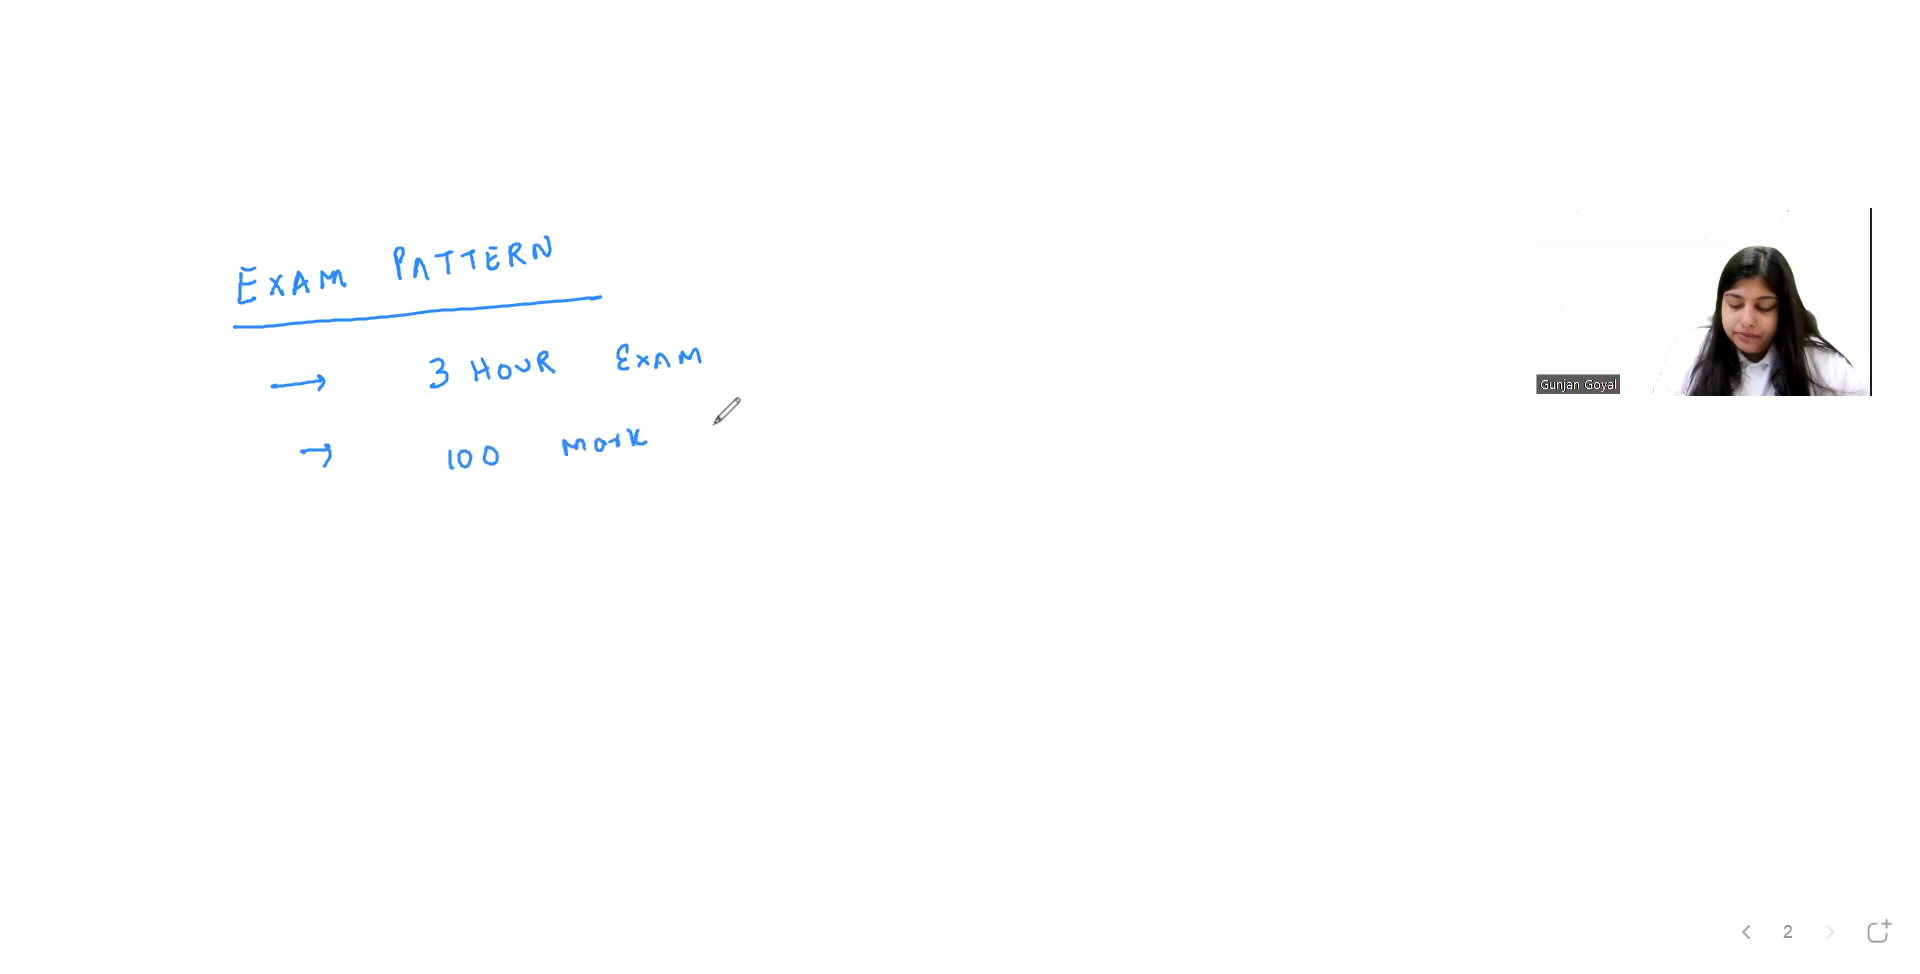 EXAM PATTERN
→ 3 HOUR EXAM
→ 100 Mark
Gunjan Goyal
2